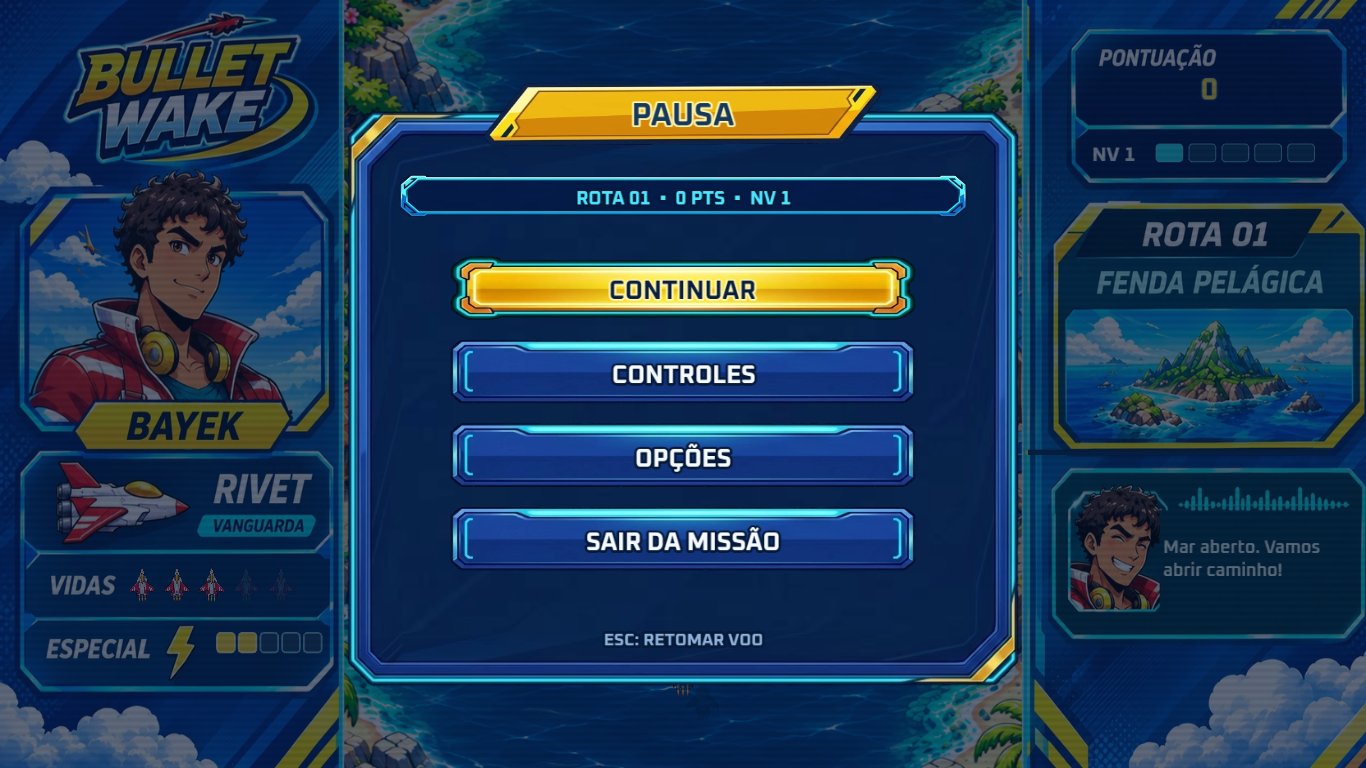 BULLET
WAKE
BAYEK
RIVET
VANGUARDA
VIDAS
ESPECIAL
PAUSA
ROTA 01 • 0 PTS • NV 1
CONTINUAR
CONTROLES
OPÇÕES
SAIR DA MISSÃO
ESC: RETOMAR VOO
PONTUAÇÃO
0
NV 1
ROTA 01
FENDA PELÁGICA
Mar aberto. Vamos
abrir caminho!